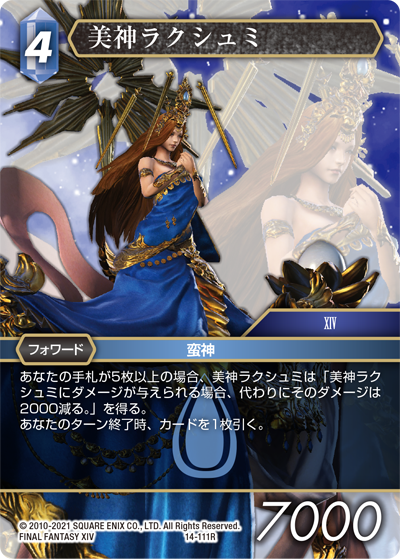 4
美神ラクシュミ
XIV
フォワード
蛮神
あなたの手札が5枚以上の場合、美神ラクシュミは「美神ラク
シュミにダメージが与えられる場合、代わりにそのダメージは
2000減る。」を得る。
あなたのターン終了時、カードを1枚引く。
© 2010-2021 SQUARE ENIX CO., LTD. All Rights Reserved.
FINAL FANTASY XIV
14-111R
7000